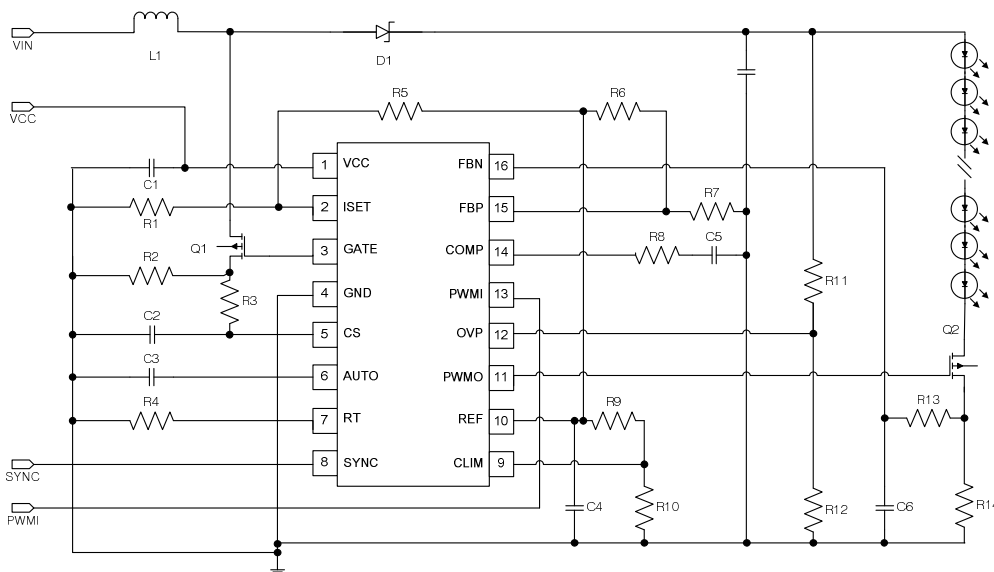 VIN
L1
D1
VCC
R5
R6
C1
1
VCC
FBN
16
R1
2
ISET
FBP
15
R7
Q1
3
GATE
COMP
14
R8
C5
R2
R3
4
GND
PWMI
13
R11
C2
5
CS
OVP
12
Q2
C3
6
AUTO
PWMO
11
R4
7
RT
REF
10
R9
R13
SYNC
8
SYNC
CLIM
9
PWMI
C4
R10
R12
C6
R14